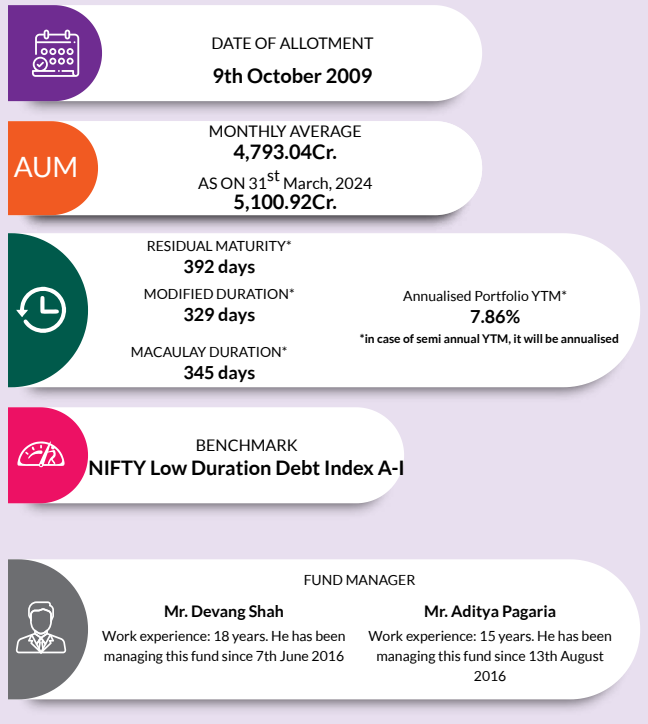 DATE OF ALLOTMENT
9th October 2009
AUM
MONTHLY AVERAGE
4,793.04Cr.
AS ON 31st March, 2024
5,100.92Cr.
RESIDUAL MATURITY*
392 days
MODIFIED DURATION*
329 days
MACAULAY DURATION*
345 days
Annualised Portfolio YTM*
7.86%
*in case of semi annual YTM, it will be annualised
BENCHMARK
NIFTY Low Duration Debt Index A-I
FUND MANAGER
Mr. Devang Shah
Work experience: 18 years. He has been
managing this fund since 7th June 2016
Mr. Aditya Pagaria
Work experience: 15 years. He has been
managing this fund since 13th August
2016